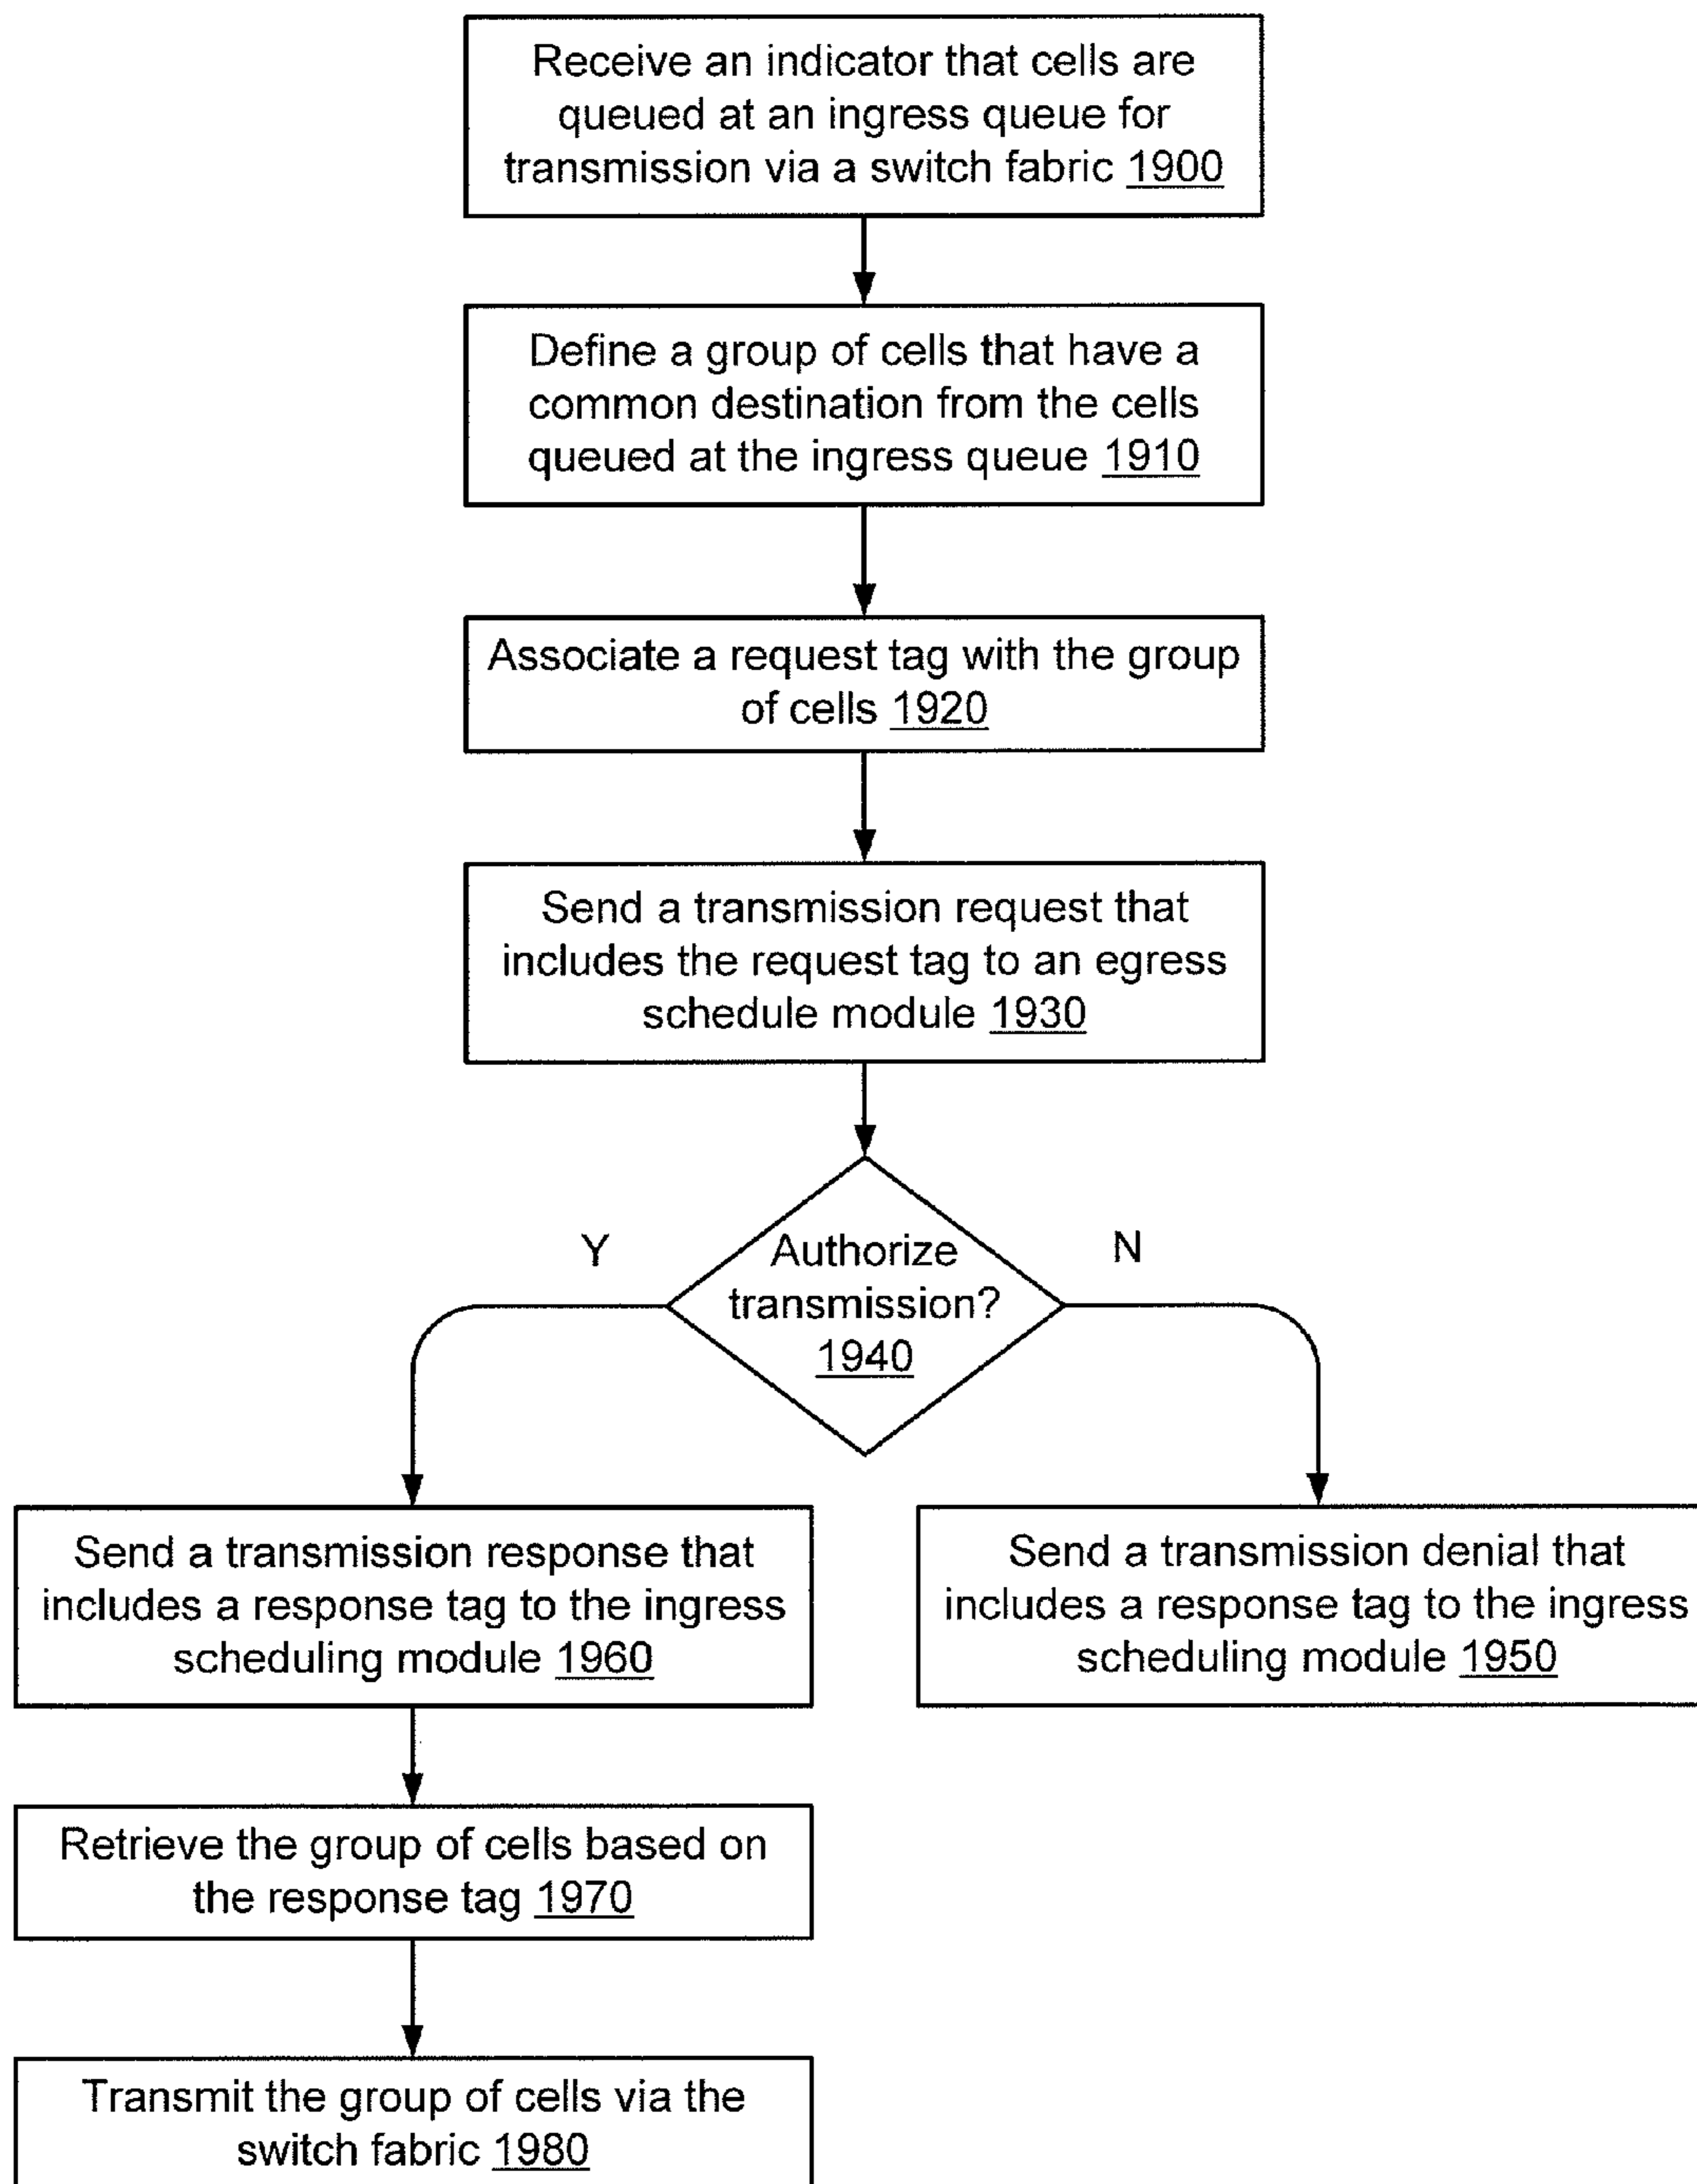 Receive an indicator that cells are
queued at an ingress queue for
transmission via a switch fabric 1900
Define a group of cells that have a
common destination from the cells
queued at the ingress queue 1910
Associate a request tag with the group
of cells 1920
Send a transmission request that
includes the request tag to an egress
schedule module 1930
Y
Authorize
transmission?
1940
N
Send a transmission response that
includes a response tag to the ingress
scheduling module 1960
Send a transmission denial that
includes a response tag to the ingress
scheduling module 1950
Retrieve the group of cells based on
the response tag 1970
Transmit the group of cells via the
switch fabric 1980